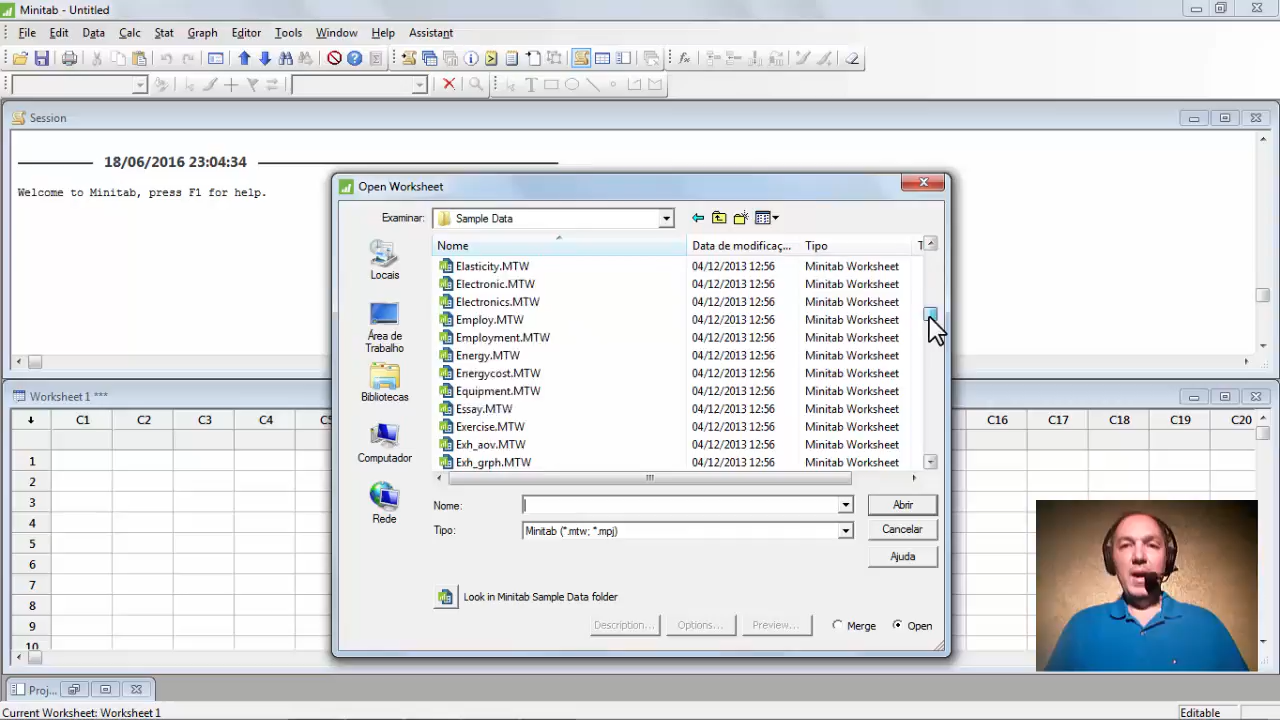 Minitab - Untitled
File Edit Data Calc Stat Graph Editor Tools Window Help Assistant
Session
18/06/2016 23:04:34
Welcome to Minitab, press F1 for help.
Open Worksheet
Examinar: Sample Data
Nome Data de modificaç... Tipo T
Elasticity.MTW 04/12/2013 12:56 Minitab Worksheet
Electronic.MTW 04/12/2013 12:56 Minitab Worksheet
Electronics.MTW 04/12/2013 12:56 Minitab Worksheet
Employ.MTW 04/12/2013 12:56 Minitab Worksheet
Employment.MTW 04/12/2013 12:56 Minitab Worksheet
Energy.MTW 04/12/2013 12:56 Minitab Worksheet
Energycost.MTW 04/12/2013 12:56 Minitab Worksheet
Equipment.MTW 04/12/2013 12:56 Minitab Worksheet
Essay.MTW 04/12/2013 12:56 Minitab Worksheet
Exercise.MTW 04/12/2013 12:56 Minitab Worksheet
Exh_aov.MTW 04/12/2013 12:56 Minitab Worksheet
Exh_grph.MTW 04/12/2013 12:56 Minitab Worksheet
Locais
Área de Trabalho
Bibliotecas
Computador
Rede
Nome: Abrir
Tipo: Minitab (*.mtw; *.mpj) Cancelar
Ajuda
Look in Minitab Sample Data folder
Description... Options... Preview... Merge Open
Worksheet 1 ***
C1 C2 C3 C4 C16 C17 C18 C19 C20
1
2
3
4
5
6
7
8
9
10
Proj...
Current Worksheet: Worksheet 1 Editable